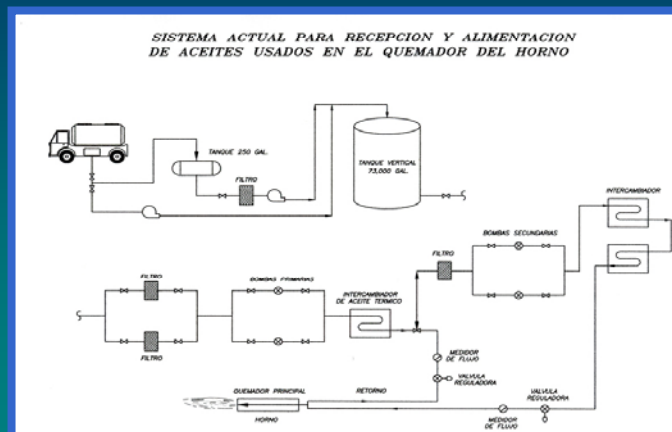 SISTEMA ACTUAL PARA RECEPCION Y ALIMENTACION
DE ACEITES USADOS EN EL QUEMADOR DEL HORNO
TANQUE 250 GAL.
FILTRO
TANQUE VERTICAL
73,000 GAL.
INTERCAMBIADOR
BOMBAS SECUNDARIAS
FILTRO
FILTRO
BOMBAS PRIMARIAS
INTERCAMBIADOR
DE ACEITE TERMICO
FILTRO
MEDIDOR
DE FLUJO
VALVULA
REGULADORA
QUEMADOR PRINCIPAL
RETORNO
HORNO
VALVULA
REGULADORA
MEDIDOR
DE FLUJO